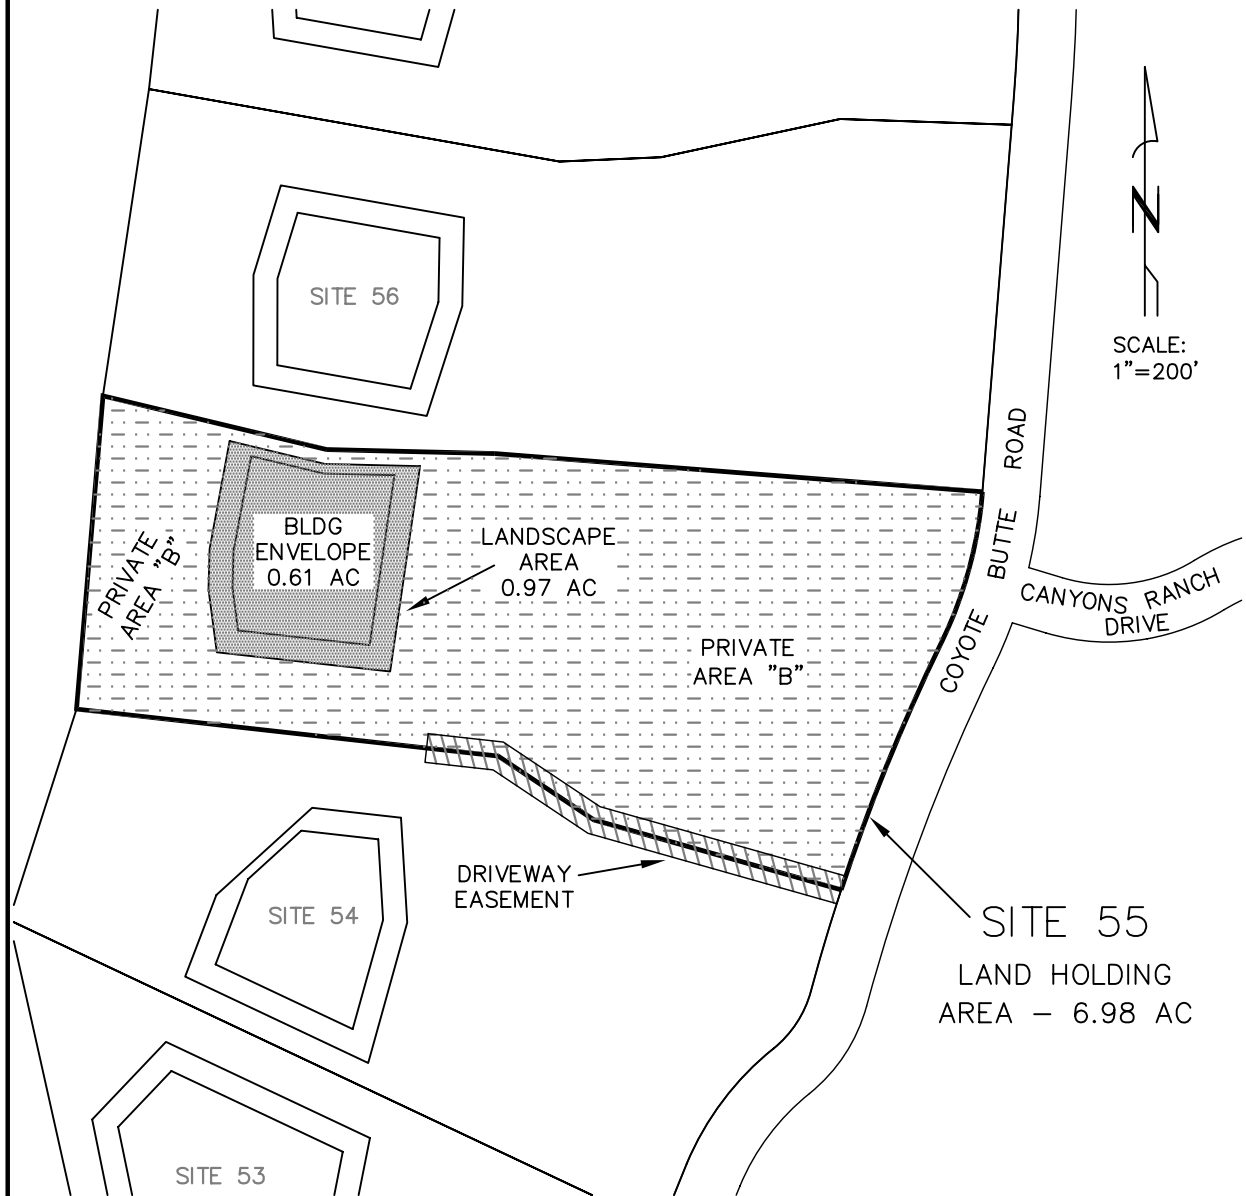 N
SITE 56
SCALE:
1"=200'
COYOTE BUTTE ROAD
BLDG
ENVELOPE
0.61 AC
LANDSCAPE
AREA
0.97 AC
PRIVATE
AREA "B"
CANYONS RANCH
DRIVE
PRIVATE
AREA "B"
DRIVEWAY
EASEMENT
SITE 54
SITE 55
LAND HOLDING
AREA – 6.98 AC
SITE 53